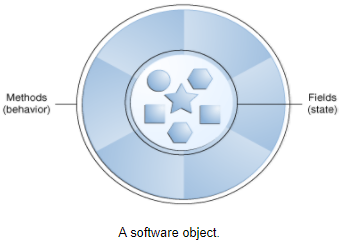 Methods
(behavior)
Fields
(state)
A software object.